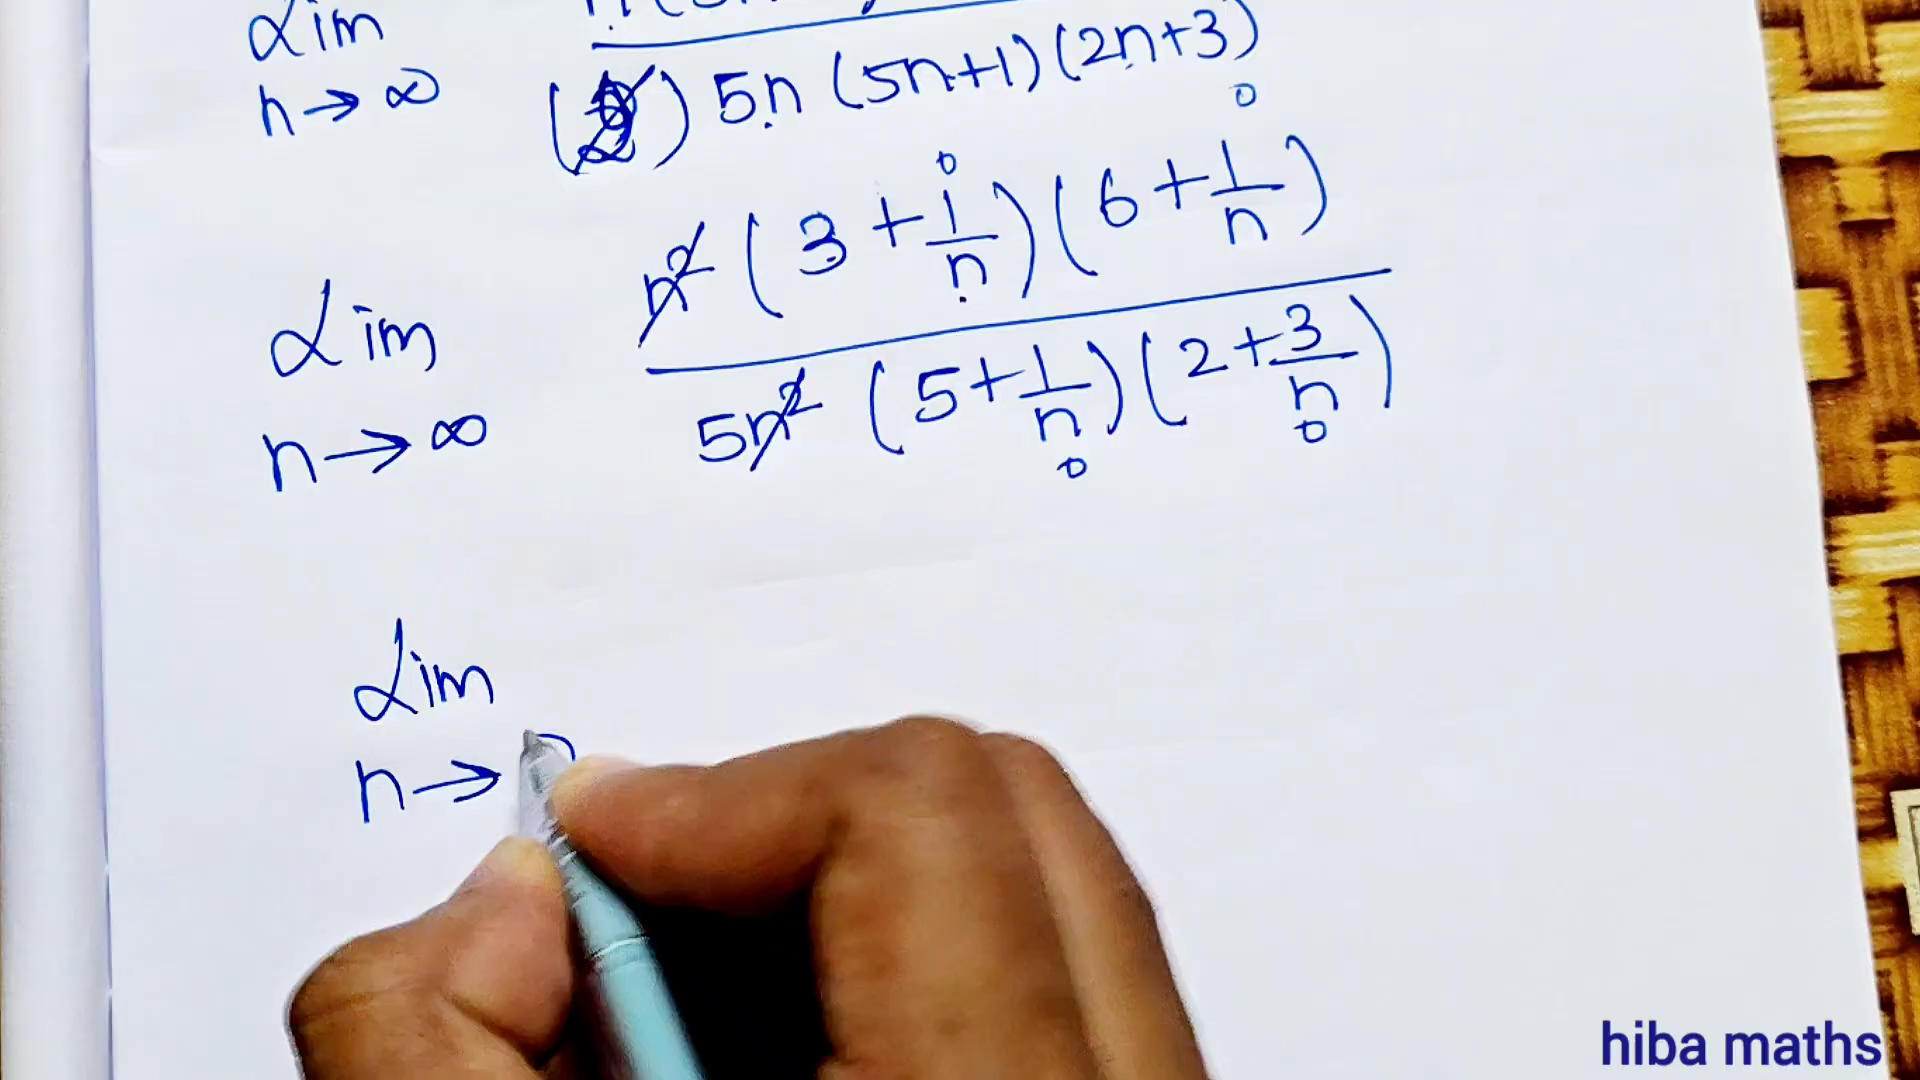 Lim
n→∞ ( ) 5n (5n+1)(2n+3)
0
0
n² (3 + 1/n)(6 + 1/n)
Lim
n→∞ 5n² (5+1/n)(2+3/n)
0 0
Lim
n→
hiba maths